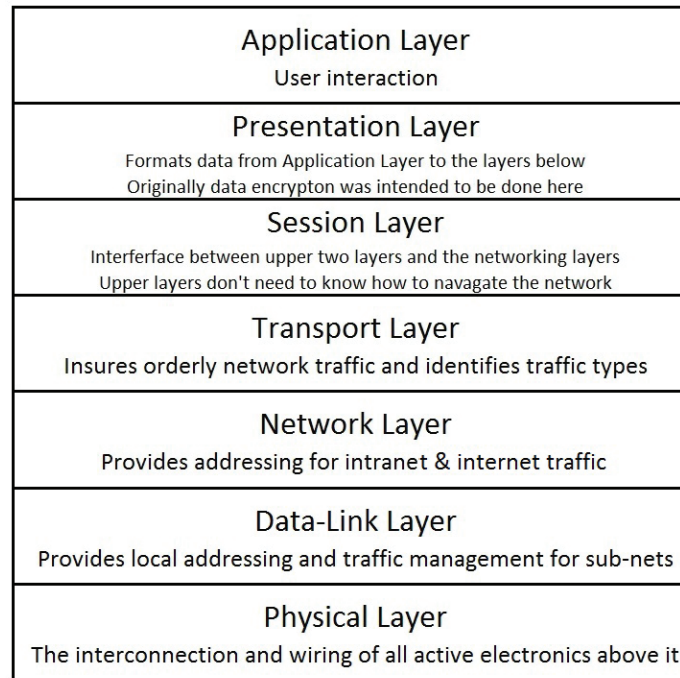 Application Layer
User interaction
Presentation Layer
Formats data from Application Layer to the layers below
Originally data encrypton was intended to be done here
Session Layer
Interferface between upper two layers and the networking layers
Upper layers don't need to know how to navagate the network
Transport Layer
Insures orderly network traffic and identifies traffic types
Network Layer
Provides addressing for intranet & internet traffic
Data-Link Layer
Provides local addressing and traffic management for sub-nets
Physical Layer
The interconnection and wiring of all active electronics above it